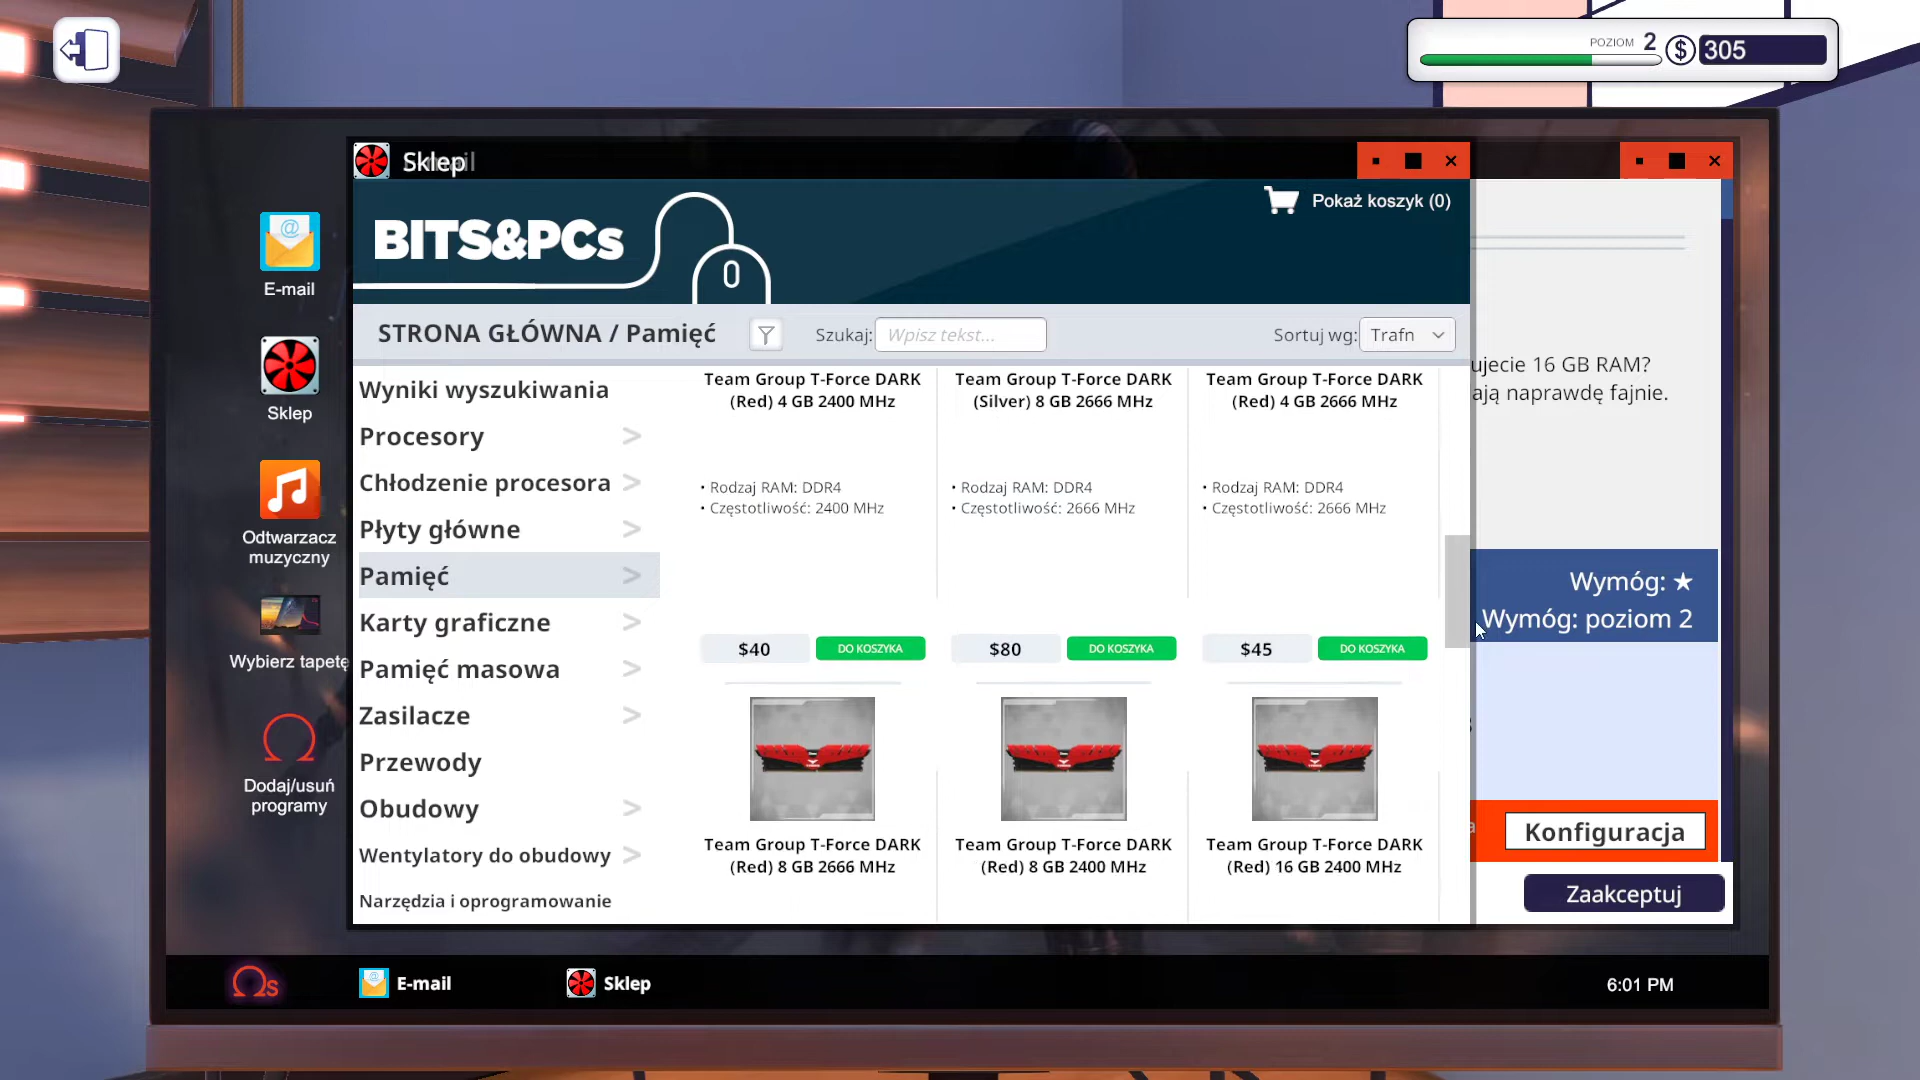 POZIOM 2
$ 305
Sklep
Pokaż koszyk (0)
BITS&PCs
STRONA GŁÓWNA / Pamięć
Szukaj: Wpisz tekst...
Sortuj wg: Trafn
E-mail
Sklep
Odtwarzacz
muzyczny
Wybierz tapetę
Dodaj/usuń
programy
Wyniki wyszukiwania
Procesory >
Chłodzenie procesora >
Płyty główne >
Pamięć >
Karty graficzne >
Pamięć masowa >
Zasilacze >
Przewody
Obudowy >
Wentylatory do obudowy >
Narzędzia i oprogramowanie
Team Group T-Force DARK
(Red) 4 GB 2400 MHz
• Rodzaj RAM: DDR4
• Częstotliwość: 2400 MHz
$40 DO KOSZYKA
Team Group T-Force DARK
(Silver) 8 GB 2666 MHz
• Rodzaj RAM: DDR4
• Częstotliwość: 2666 MHz
$80 DO KOSZYKA
Team Group T-Force DARK
(Red) 4 GB 2666 MHz
• Rodzaj RAM: DDR4
• Częstotliwość: 2666 MHz
$45 DO KOSZYKA
Team Group T-Force DARK
(Red) 8 GB 2666 MHz
Team Group T-Force DARK
(Red) 8 GB 2400 MHz
Team Group T-Force DARK
(Red) 16 GB 2400 MHz
ujecie 16 GB RAM?
ają naprawdę fajnie.
Wymóg: ★
Wymóg: poziom 2
Konfiguracja
Zaakceptuj
Ωs
E-mail
Sklep
6:01 PM